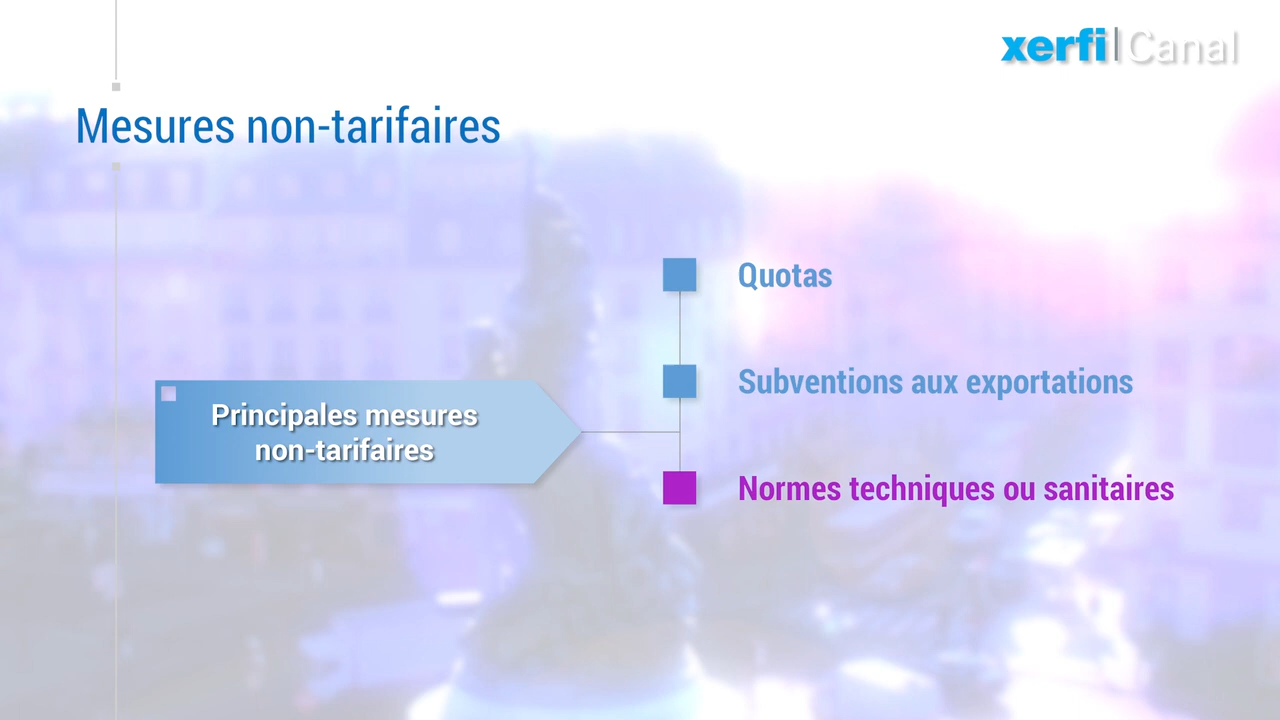 xerfi Canal
Mesures non-tarifaires
Quotas
Subventions aux exportations
Principales mesures
non-tarifaires
Normes techniques ou sanitaires